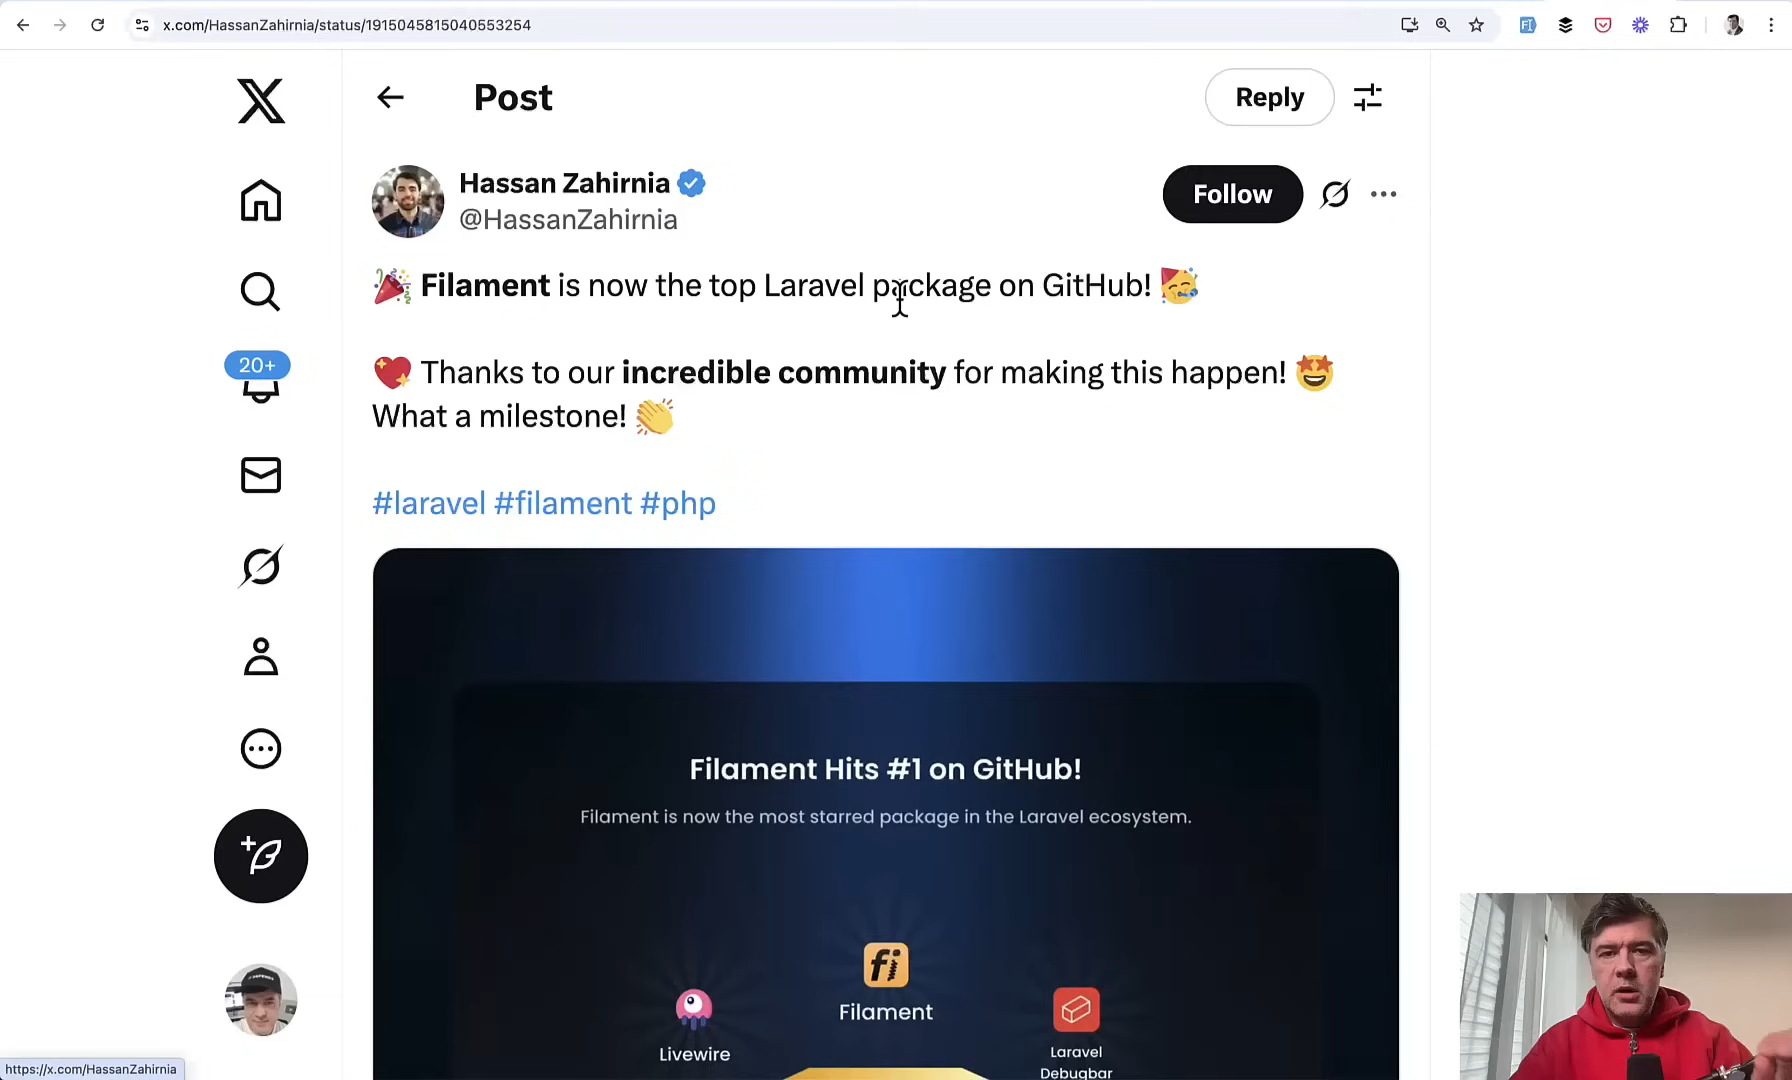 x.com/HassanZahirnia/status/1915045815040553254
Post
Reply
Hassan Zahirnia
@HassanZahirnia
Follow
🎉 Filament is now the top Laravel package on GitHub! 🥳
20+
💖 Thanks to our incredible community for making this happen! 🤩
What a milestone! 👏
#laravel #filament #php
Filament Hits #1 on GitHub!
Filament is now the most starred package in the Laravel ecosystem.
fi
Filament
Livewire
Laravel
Debugbar
https://x.com/HassanZahirnia